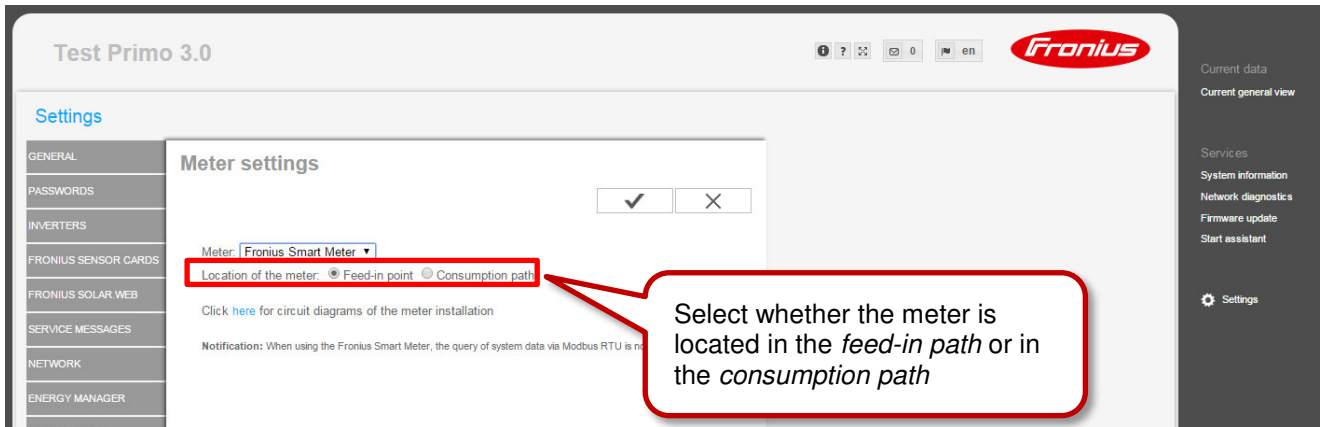 Test Primo 3.0
i ? 0 en
Fronius
Current data
Current general view
Settings
GENERAL
PASSWORDS
INVERTERS
FRONIUS SENSOR CARDS
FRONIUS SOLAR.WEB
SERVICE MESSAGES
NETWORK
ENERGY MANAGER
Meter settings
Meter: Fronius Smart Meter
Location of the meter: Feed-in point Consumption path
Click here for circuit diagrams of the meter installation
Notification: When using the Fronius Smart Meter, the query of system data via Modbus RTU is
Select whether the meter is
located in the feed-in path or in
the consumption path
Services
System information
Network diagnostics
Firmware update
Start assistant
Settings